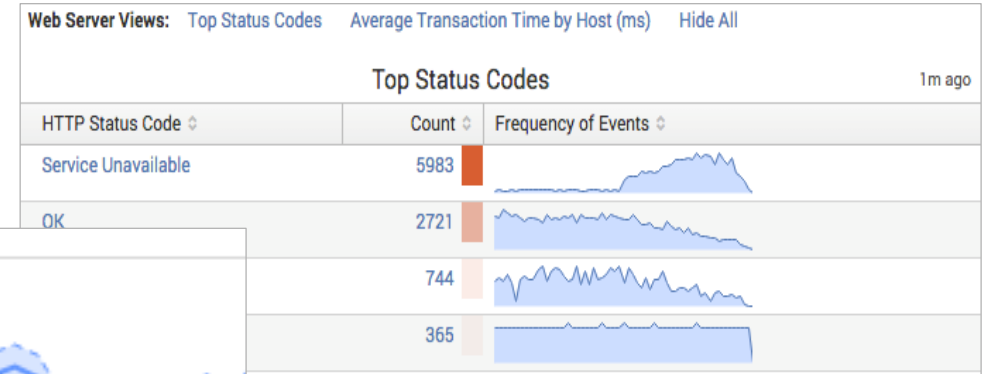 Web Server Views: Top Status Codes Average Transaction Time by Host (ms) Hide All
Top Status Codes 1m ago
HTTP Status Code Count Frequency of Events
Service Unavailable 5983
OK 2721
744
365